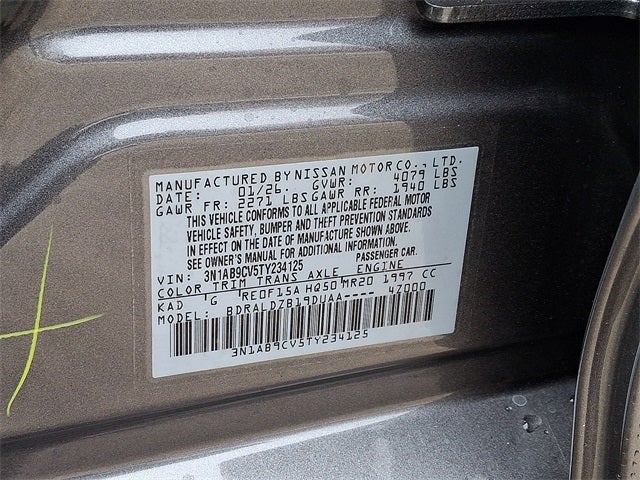 MANUFACTURED BY NISSAN MOTOR CO., LTD.
DATE: 01/26. GVWR: 4079 LBS
GAWR FR: 2271 LBS GAWR RR: 1940 LBS
THIS VEHICLE CONFORMS TO ALL APPLICABLE FEDERAL MOTOR
VEHICLE SAFETY, BUMPER AND THEFT PREVENTION STANDARDS
IN EFFECT ON THE DATE OF MANUFACTURE SHOWN ABOVE.
SEE OWNER'S MANUAL FOR ADDITIONAL INFORMATION.
VIN: 3N1AB9CV5TY234125 PASSENGER CAR.
COLOR TRIM TRANS AXLE ENGINE
KAD G RE0F15A HQ50 MR20 1997 CC
MODEL: BDRALDZB19DUAA---- 4Z000
3N1AB9CV5TY234125